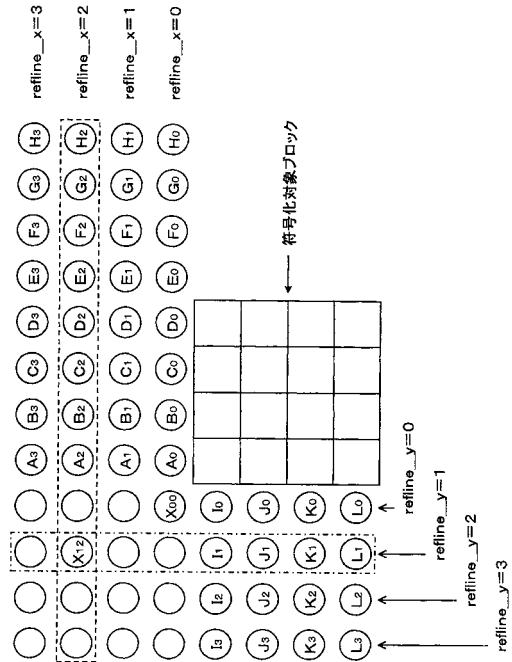 A3 B3 C3 D3 E3 F3 G3 H3 refline_x=3
X12 A2 B2 C2 D2 E2 F2 G2 H2 refline_x=2
A1 B1 C1 D1 E1 F1 G1 H1 refline_x=1
X00 A0 B0 C0 D0 E0 F0 G0 H0 refline_x=0
I3 I2 I1 I0
J3 J2 J1 J0
符号化対象ブロック
K3 K2 K1 K0
L3 L2 L1 L0
refline_y=0
refline_y=1
refline_y=2
refline_y=3